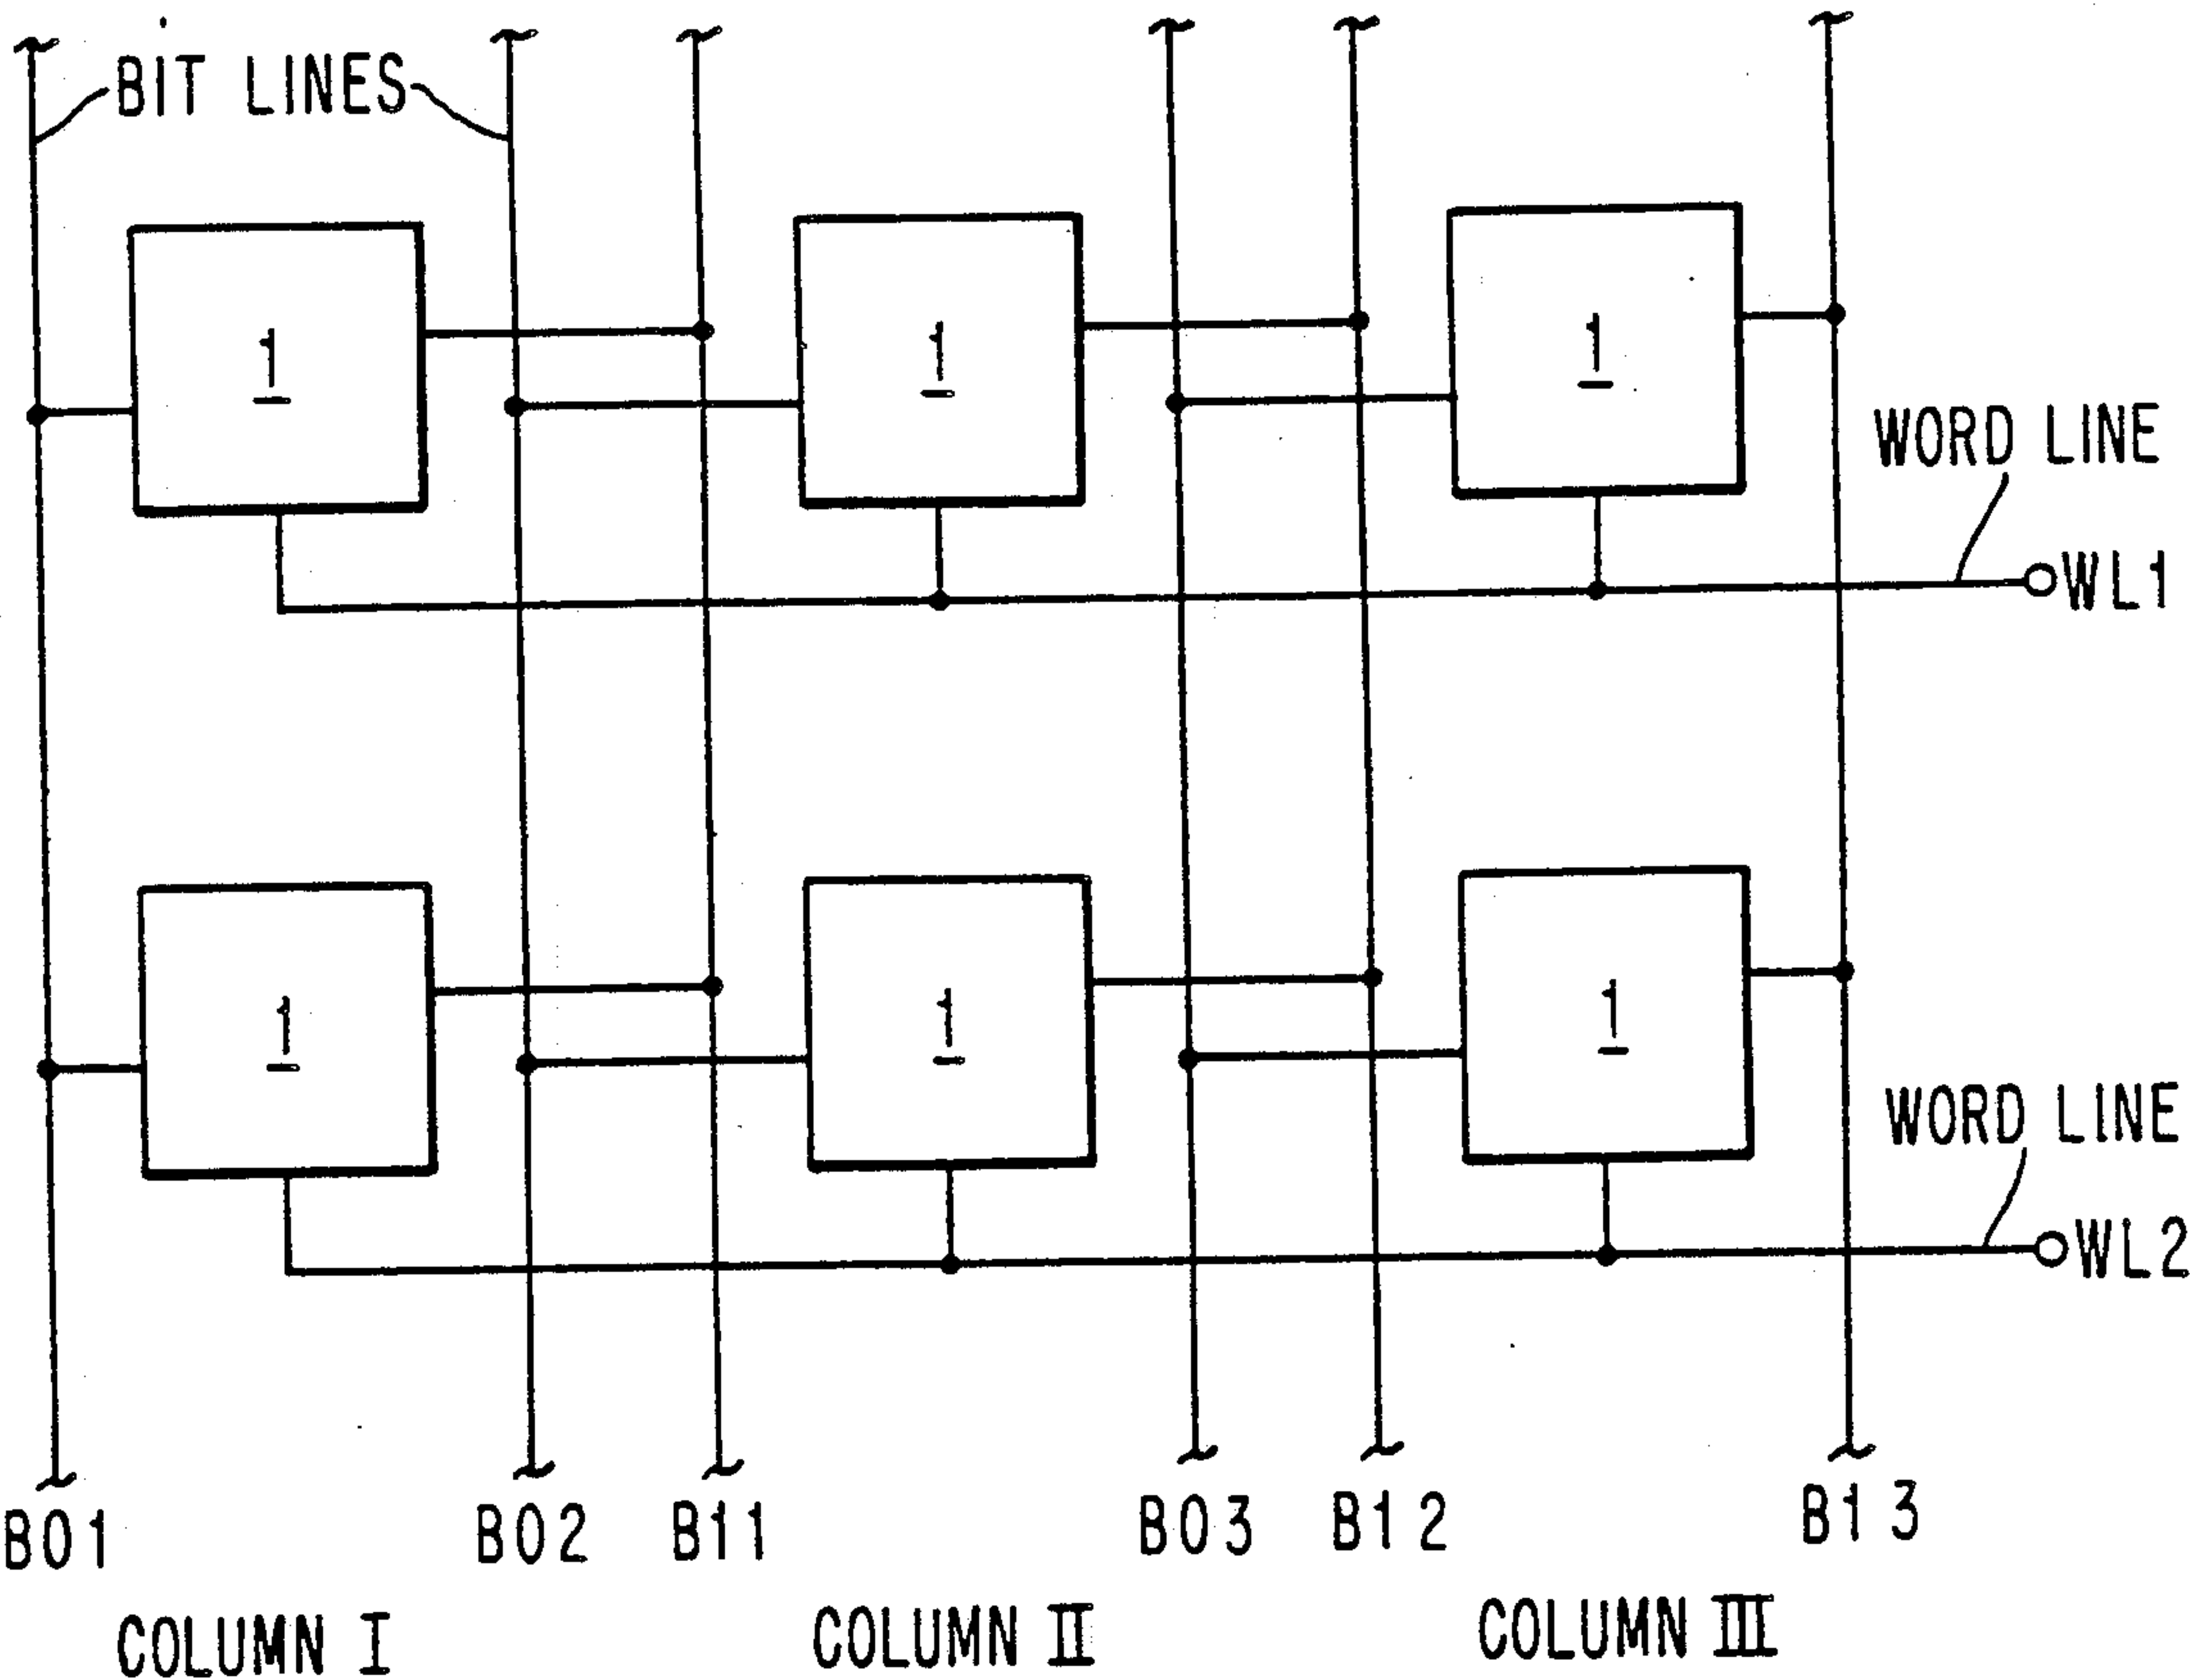 BIT LINES
1 1 1
WORD LINE
WL1
1 1 1
WORD LINE
WL2
B01 B02 B11 B03 B12 B13
COLUMN I COLUMN II COLUMN III